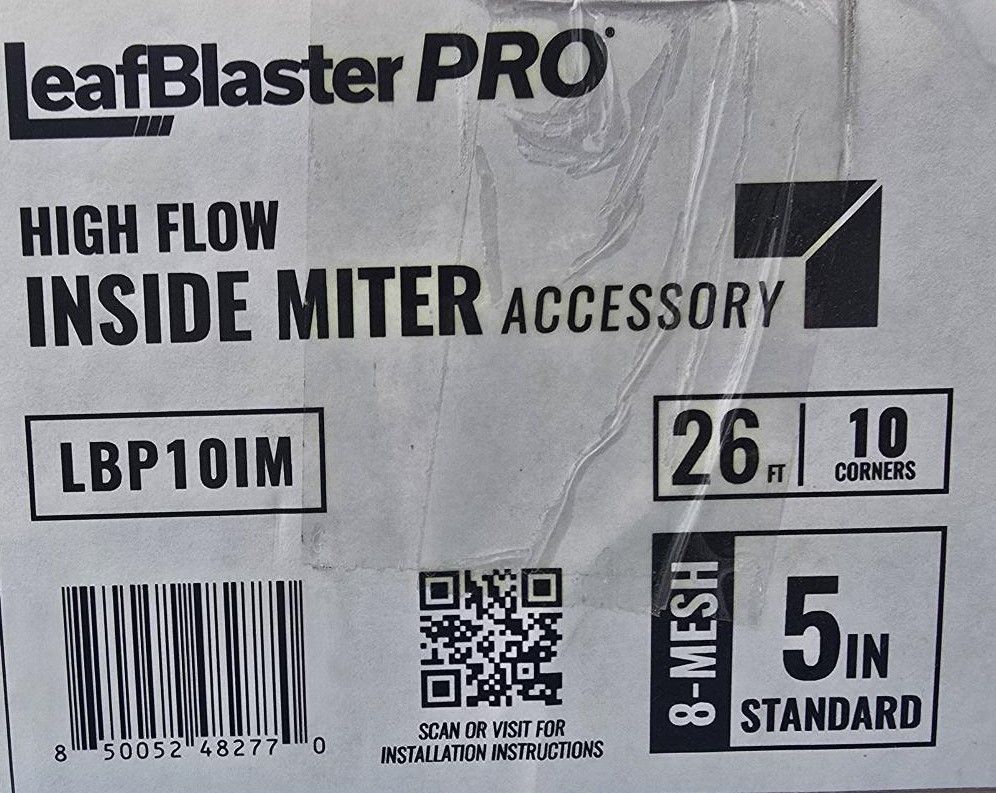 LeafBlaster PRO®
HIGH FLOW
INSIDE MITER ACCESSORY
LBP10IM
26 FT
10
CORNERS
8-MESH
5 IN
STANDARD
8 50052 48277 0
SCAN OR VISIT FOR
INSTALLATION INSTRUCTIONS